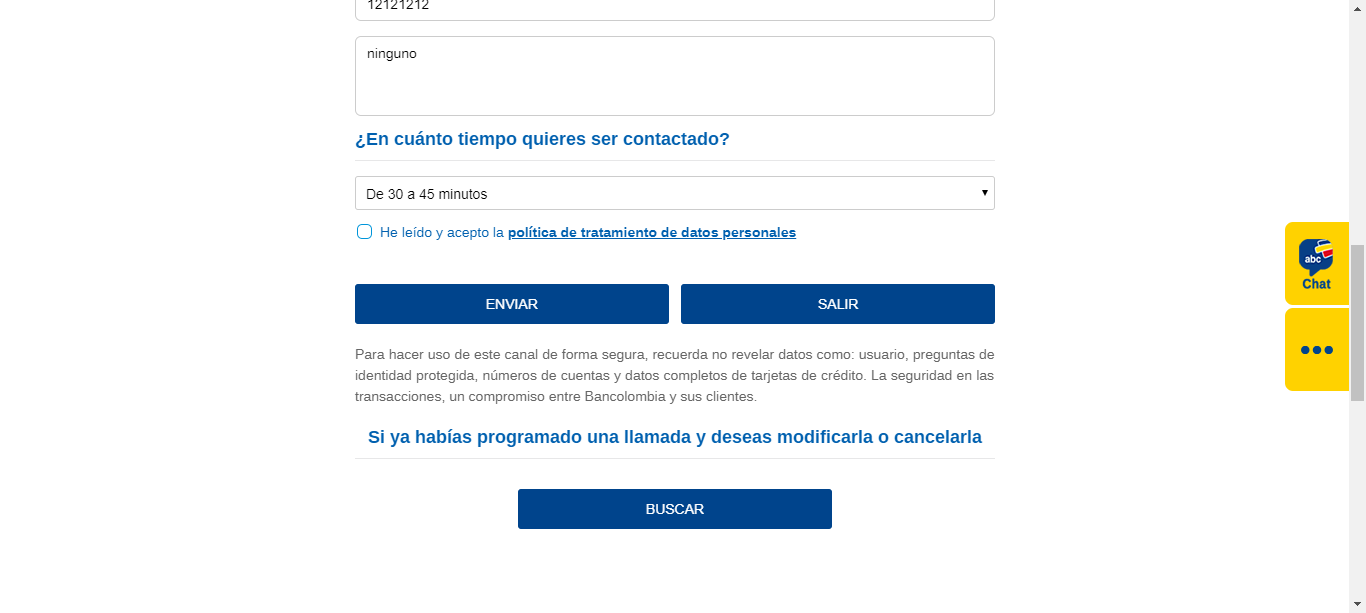 12121212
ninguno
¿En cuánto tiempo quieres ser contactado?
De 30 a 45 minutos
He leído y acepto la política de tratamiento de datos personales
abc
Chat
ENVIAR
SALIR
Para hacer uso de este canal de forma segura, recuerda no revelar datos como: usuario, preguntas de
identidad protegida, números de cuentas y datos completos de tarjetas de crédito. La seguridad en las
transacciones, un compromiso entre Bancolombia y sus clientes.
Si ya habías programado una llamada y deseas modificarla o cancelarla
BUSCAR